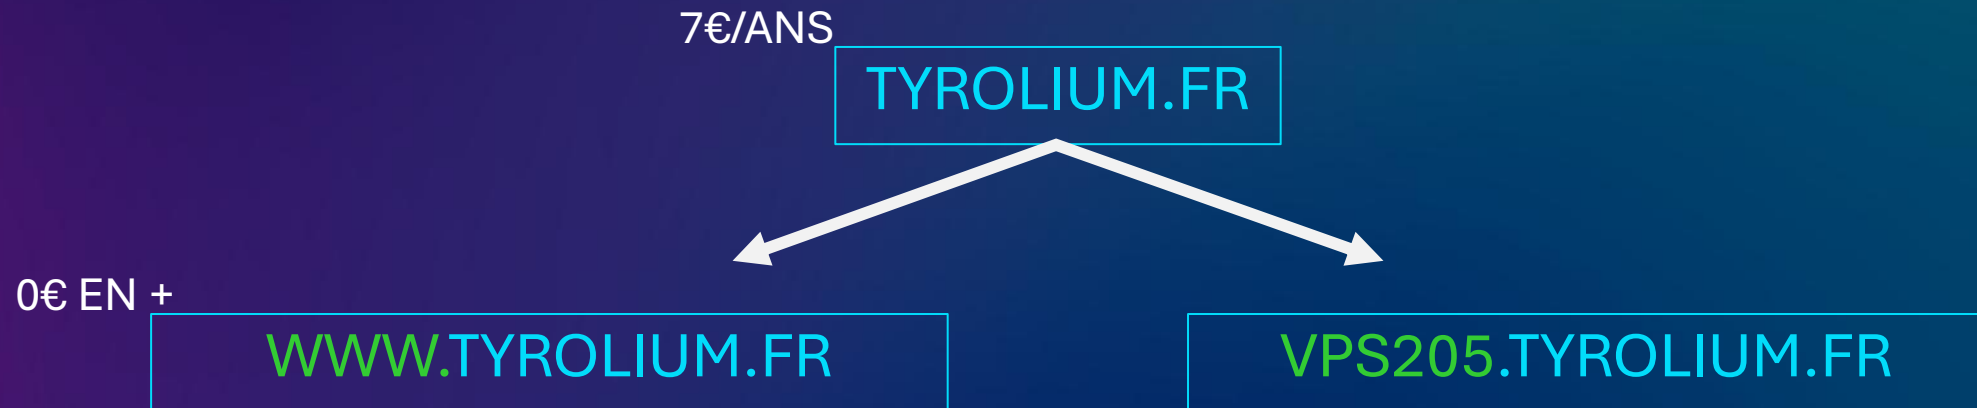 7€/ANS
TYROLIUM.FR
0€ EN +
WWW.TYROLIUM.FR
VPS205.TYROLIUM.FR